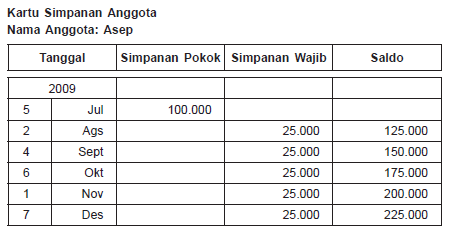 Kartu Simpanan Anggota
Nama Anggota: Asep
Tanggal Simpanan Pokok Simpanan Wajib Saldo
2009
5 Jul 100.000
2 Ags 25.000 125.000
4 Sept 25.000 150.000
6 Okt 25.000 175.000
1 Nov 25.000 200.000
7 Des 25.000 225.000